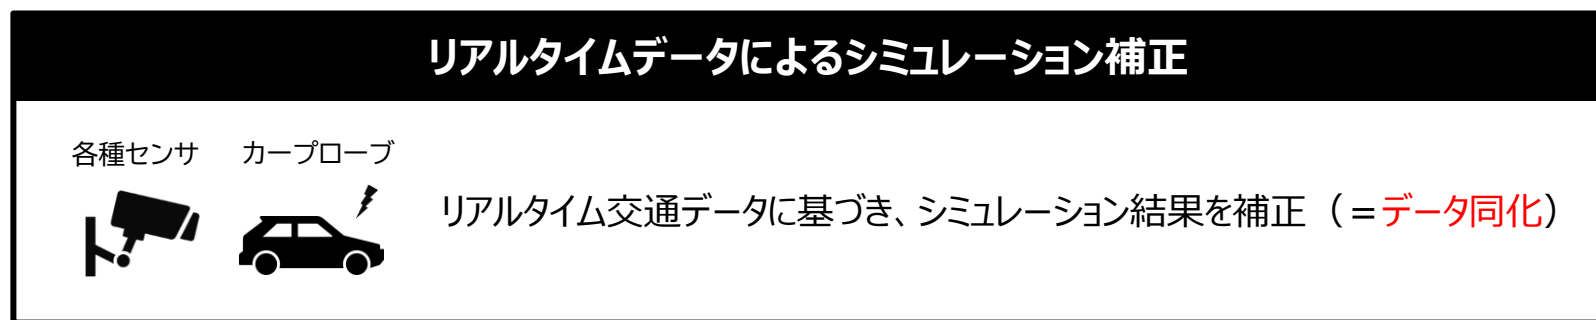 リアルタイムデータによるシミュレーション補正
各種センサ カープローブ
リアルタイム交通データに基づき、シミュレーション結果を補正（＝データ同化）